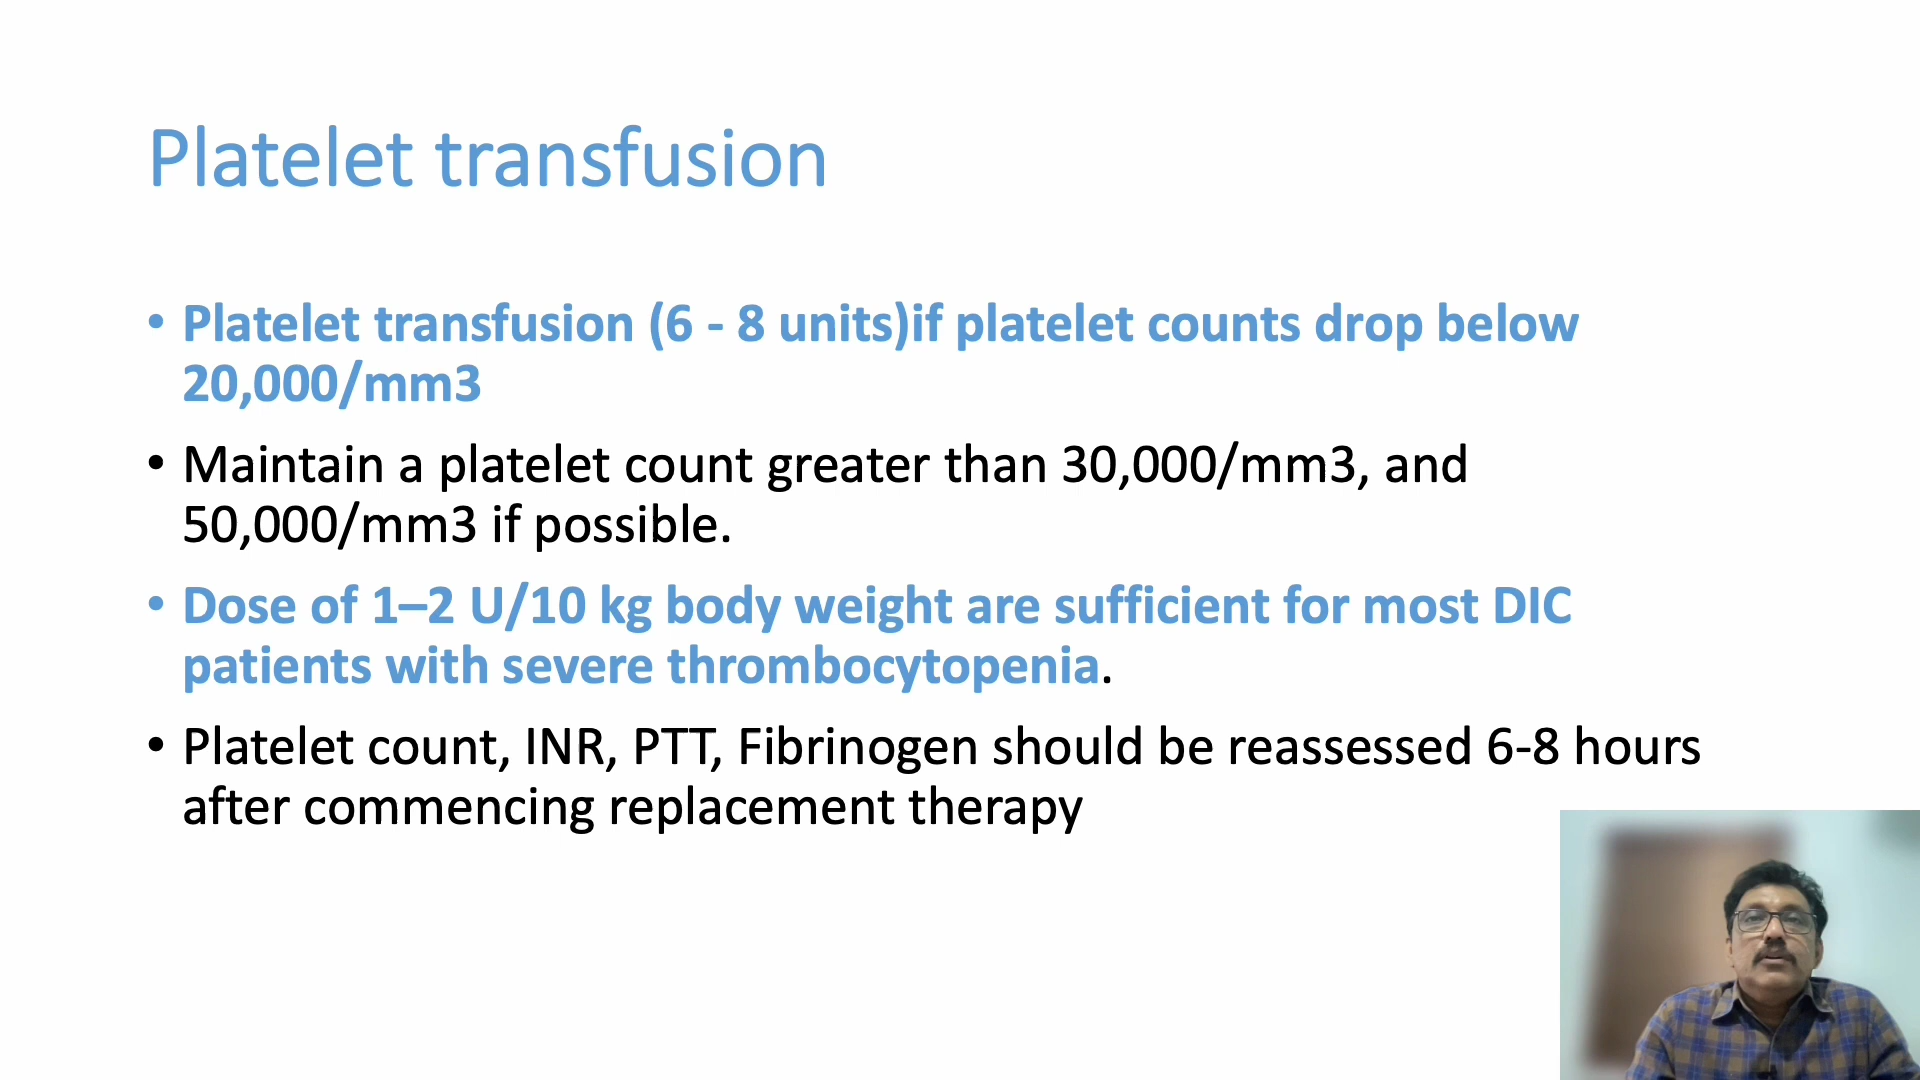 Platelet transfusion
• Platelet transfusion (6 - 8 units)if platelet counts drop below
20,000/mm3
• Maintain a platelet count greater than 30,000/mm3, and
50,000/mm3 if possible.
• Dose of 1–2 U/10 kg body weight are sufficient for most DIC
patients with severe thrombocytopenia.
• Platelet count, INR, PTT, Fibrinogen should be reassessed 6-8 hours
after commencing replacement therapy